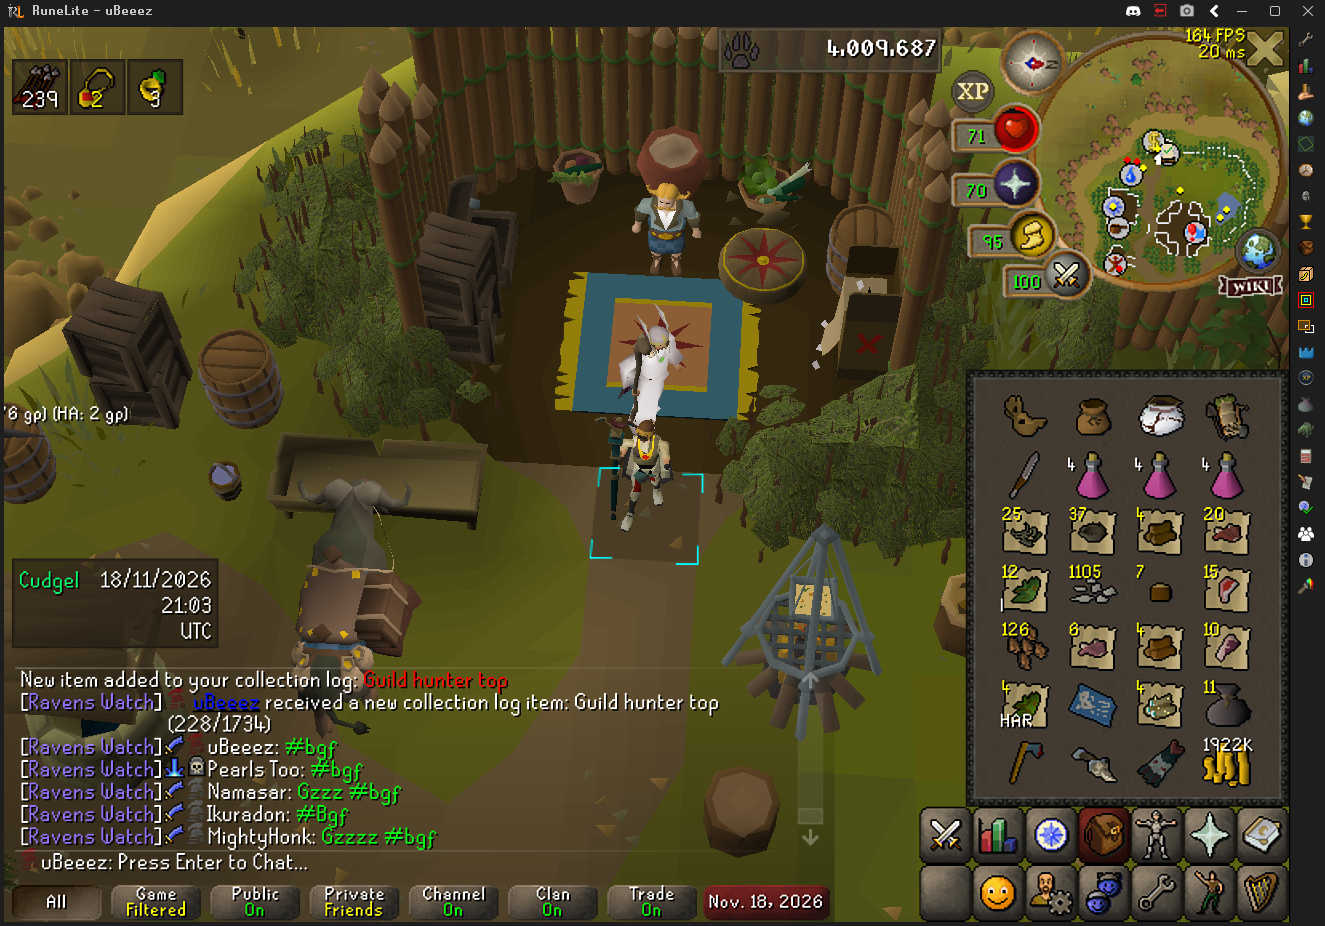 RuneLite - uBeeez
164 FPS
20 ms
4,009,687
XP
239
2
3
71
70
95
100
WIKI
'6 gp) (HA: 2 gp)
4
4
4
25
37
4
20
12
1105
7
15
126
6
4
10
4
HAR
4
11
1922K
Cudgel 18/11/2026
21:03
UTC
New item added to your collection log: Guild hunter top
[Ravens Watch] uBeeez received a new collection log item: Guild hunter top
(228/1734)
[Ravens Watch] uBeeez: #bgf
[Ravens Watch] Pearls Too: #bgf
[Ravens Watch] Namasar: Gzzz #bgf
[Ravens Watch] Ikuradon: #Bgf
[Ravens Watch] MightyHonk: Gzzzz #bgf
uBeeez: Press Enter to Chat...
All
Game
Filtered
Public
On
Private
Friends
Channel
On
Clan
On
Trade
On
Nov. 18, 2026